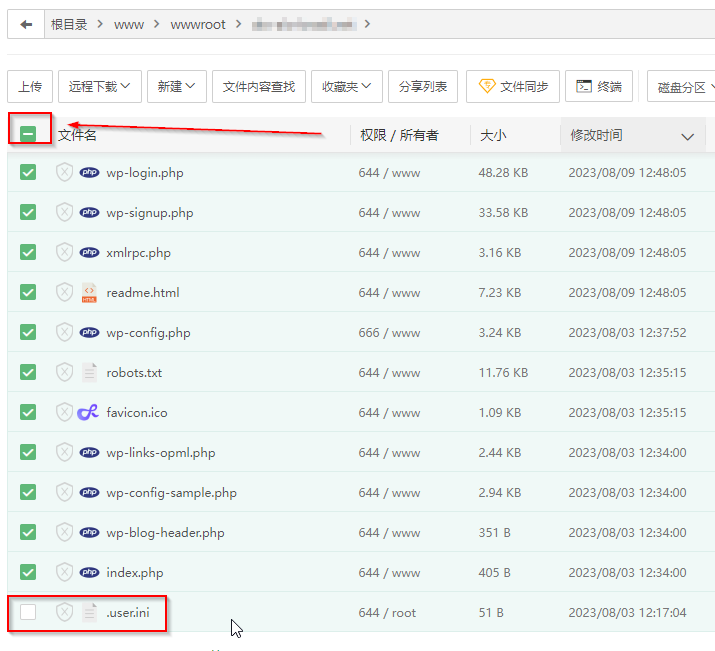 根目录 > www > wwwroot > >
上传 远程下载 新建 文件内容查找 收藏夹 分享列表 文件同步 终端 磁盘分区
文件名 权限 / 所有者 大小 修改时间
php wp-login.php 644 / www 48.28 KB 2023/08/09 12:48:05
php wp-signup.php 644 / www 33.58 KB 2023/08/09 12:48:05
php xmlrpc.php 644 / www 3.16 KB 2023/08/09 12:48:05
HTML readme.html 644 / www 7.23 KB 2023/08/09 12:48:05
php wp-config.php 666 / www 3.24 KB 2023/08/03 12:37:52
robots.txt 644 / www 11.76 KB 2023/08/03 12:35:15
favicon.ico 644 / www 1.09 KB 2023/08/03 12:35:15
php wp-links-opml.php 644 / www 2.44 KB 2023/08/03 12:34:00
php wp-config-sample.php 644 / www 2.94 KB 2023/08/03 12:34:00
php wp-blog-header.php 644 / www 351 B 2023/08/03 12:34:00
php index.php 644 / www 405 B 2023/08/03 12:34:00
.user.ini 644 / root 51 B 2023/08/03 12:17:04